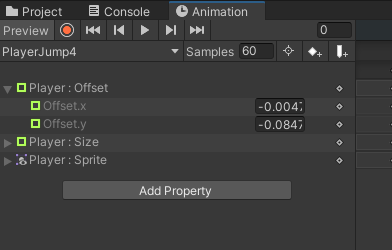 Project Console Animation
Preview 0
PlayerJump4 Samples 60
Player : Offset
Offset.x -0.0047
Offset.y -0.0847
Player : Size
Player : Sprite
Add Property